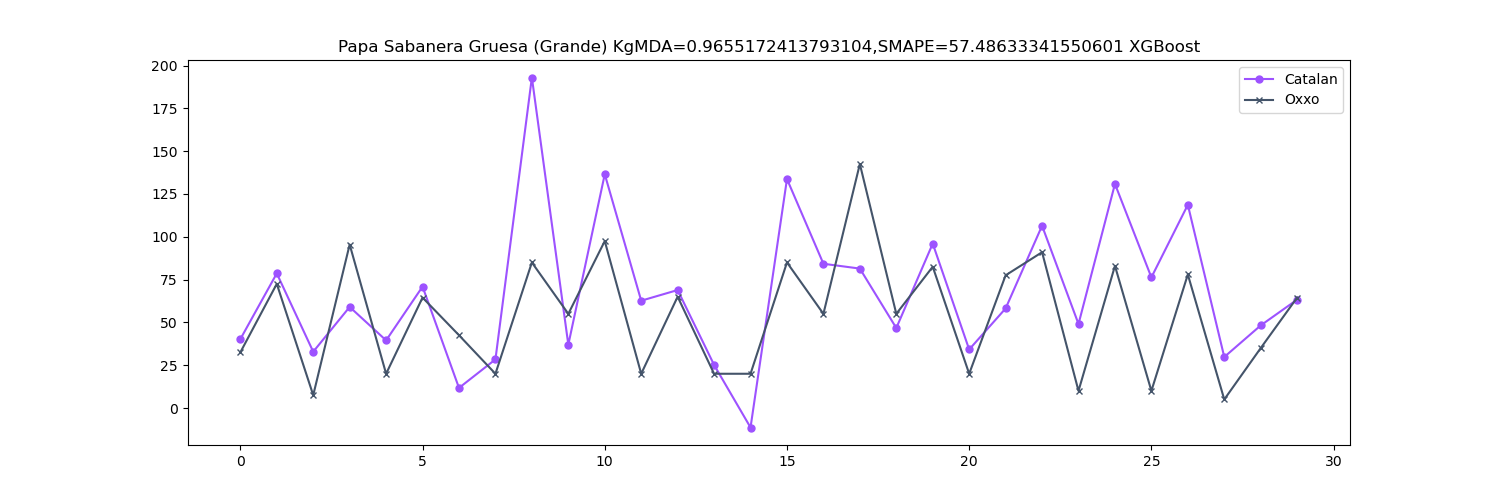 Papa Sabanera Gruesa (Grande) KgMDA=0.9655172413793104,SMAPE=57.48633341550601 XGBoost
Catalan
Oxxo
200
175
150
125
100
75
50
25
0
0 5 10 15 20 25 30